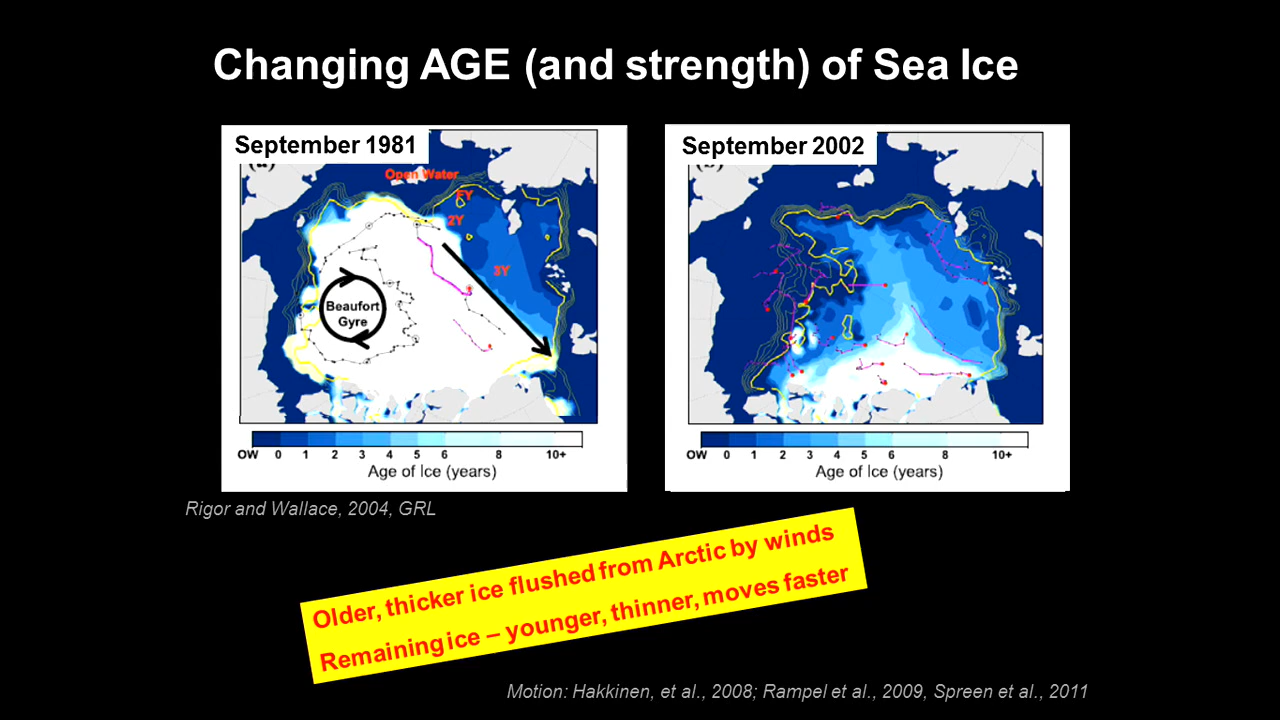 Changing AGE (and strength) of Sea Ice
September 1981
Open Water
FY
2Y
3Y
Beaufort
Gyre
OW 0 1 2 3 4 5 6 8 10+
Age of Ice (years)
September 2002
OW 0 1 2 3 4 5 6 8 10+
Age of Ice (years)
Rigor and Wallace, 2004, GRL
Older, thicker ice flushed from Arctic by winds
Remaining ice – younger, thinner, moves faster
Motion: Hakkinen, et al., 2008; Rampel et al., 2009, Spreen et al., 2011